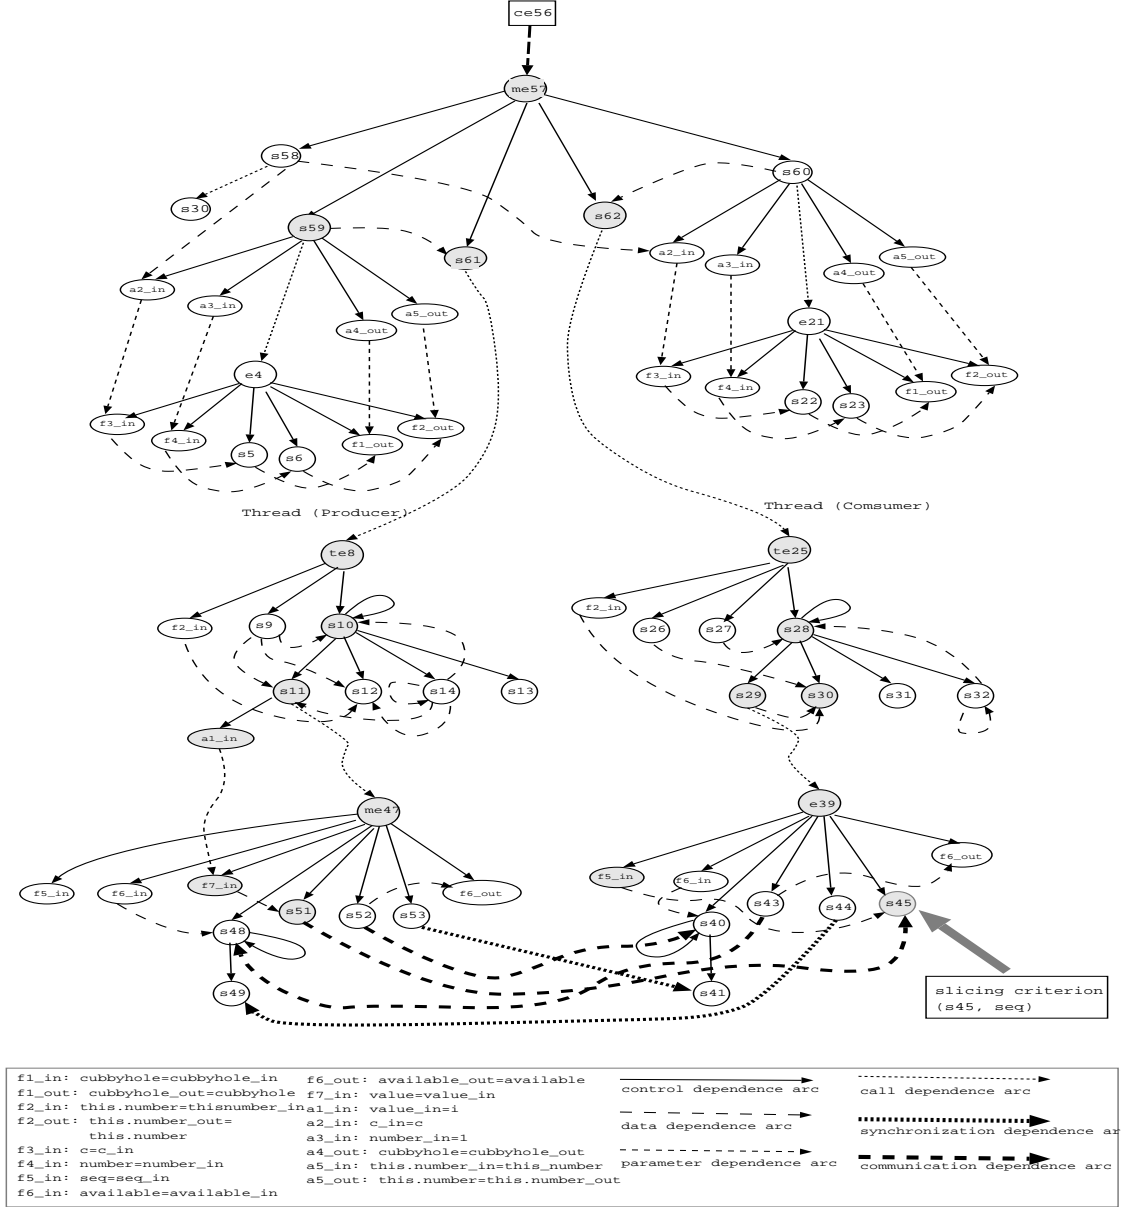 ce56
me57
s58
s60
s30
s59
s62
s61
a2_in
a3_in
a4_out
a5_out
a2_in
a3_in
a4_out
a5_out
e21
e4
f3_in
f4_in
s22
s23
f1_out
f2_out
f3_in
f4_in
s5
s6
f1_out
f2_out
Thread (Producer)
Thread (Comsumer)
te8
te25
f2_in
s9
s10
f2_in
s26
s27
s28
s11
s12
s14
s13
s29
s30
s31
s32
a1_in
me47
e39
f5_in
f6_in
f7_in
f6_out
f5_in
f6_in
f6_out
s51
s52
s53
s43
s44
s45
s48
s40
s49
s41
slicing criterion
(s45, seq)
f1_in: cubbyhole=cubbyhole_in
f1_out: cubbyhole_out=cubbyhole
f2_in: this.number=thisnumber_in
f2_out: this.number_out=
this.number
f3_in: c=c_in
f4_in: number=number_in
f5_in: seq=seq_in
f6_in: available=available_in
f6_out: available_out=available
f7_in: value=value_in
a1_in: value_in=i
a2_in: c_in=c
a3_in: number_in=1
a4_out: cubbyhole=cubbyhole_out
a5_in: this.number_in=this_number
a5_out: this.number=this.number_out
control dependence arc
data dependence arc
parameter dependence arc
call dependence arc
synchronization dependence ar
communication dependence arc